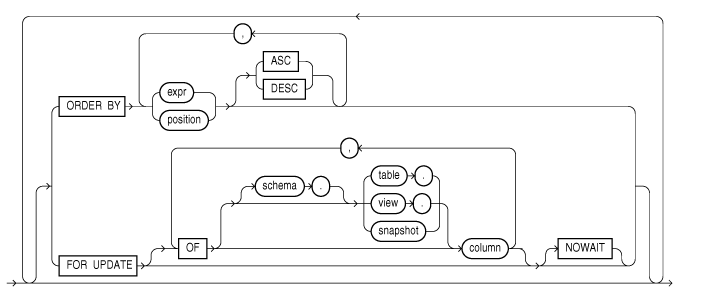 ,
ASC
expr
DESC
ORDER BY
position
,
table .
schema .
view .
snapshot
OF column NOWAIT
FOR UPDATE